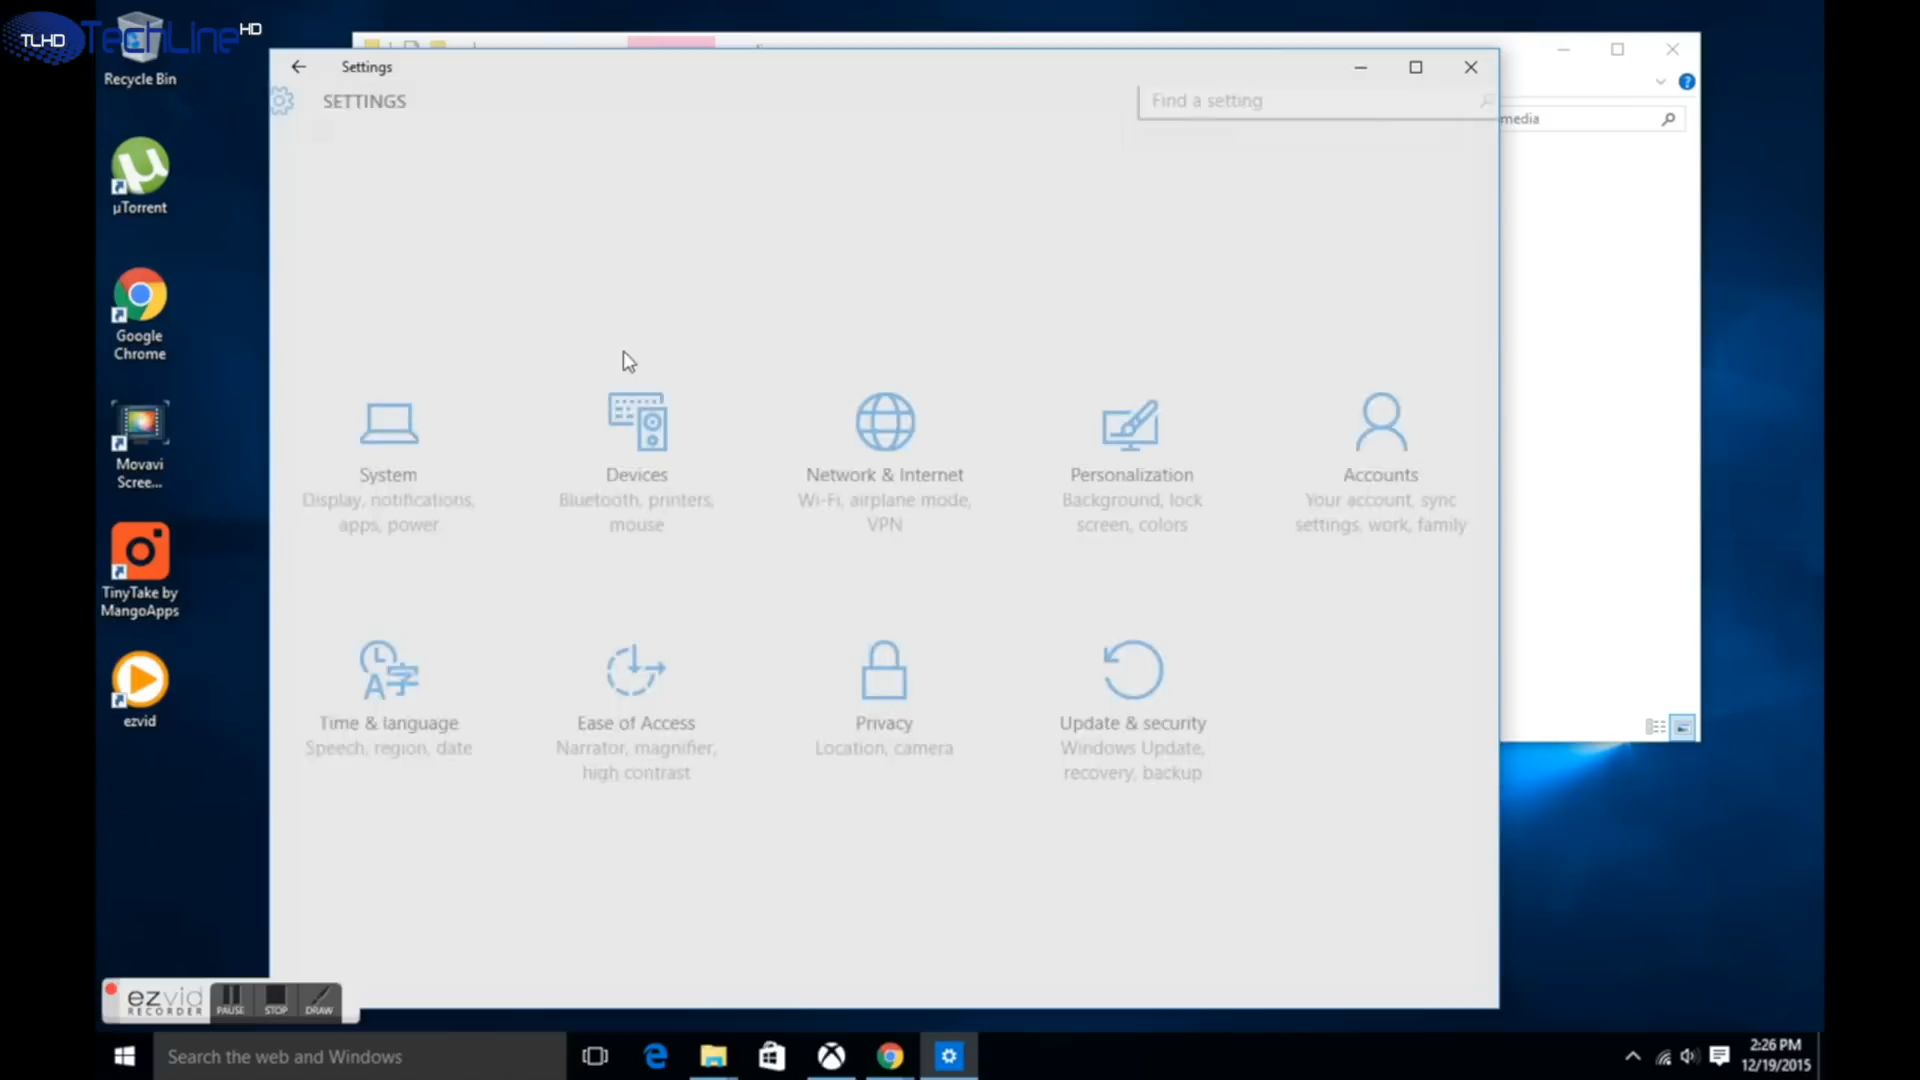 TLHD TechLineHD
Recycle Bin
µTorrent
Google
Chrome
Movavi
Scree...
TinyTake by
MangoApps
ezvid
Settings
SETTINGS
Find a setting
media
System
Display, notifications,
apps, power
Devices
Bluetooth, printers,
mouse
Network & Internet
Wi-Fi, airplane mode,
VPN
Personalization
Background, lock
screen, colors
Accounts
Your account, sync
settings, work, family
Time & language
Speech, region, date
Ease of Access
Narrator, magnifier,
high contrast
Privacy
Location, camera
Update & security
Windows Update,
recovery, backup
ezvid
RECORDER
PAUSE
STOP
DRAW
Search the web and Windows
2:26 PM
12/19/2015